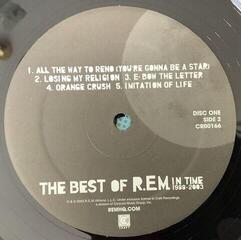 1. ALL THE WAY TO RENO (YOU'RE GONNA BE A STAR)
2. LOSING MY RELIGION 3. E-BOW THE LETTER
4. ORANGE CRUSH 5. IMITATION OF LIFE
DISC ONE
SIDE 2
CR00166
THE BEST OF R.E.M. IN TIME
1988-2003
REMHQ.COM